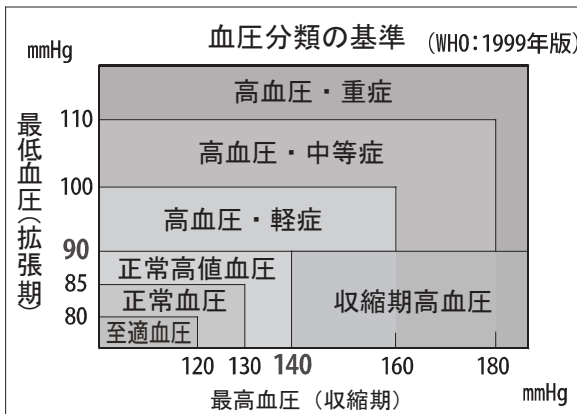 血圧分類の基準 (WHO:1999年版)
mmHg
最低血圧(拡張期)
高血圧・重症
110
高血圧・中等症
100
高血圧・軽症
90
正常高値血圧
85
正常血圧
収縮期高血圧
80
至適血圧
120 130 140 160 180
最高血圧(収縮期) mmHg